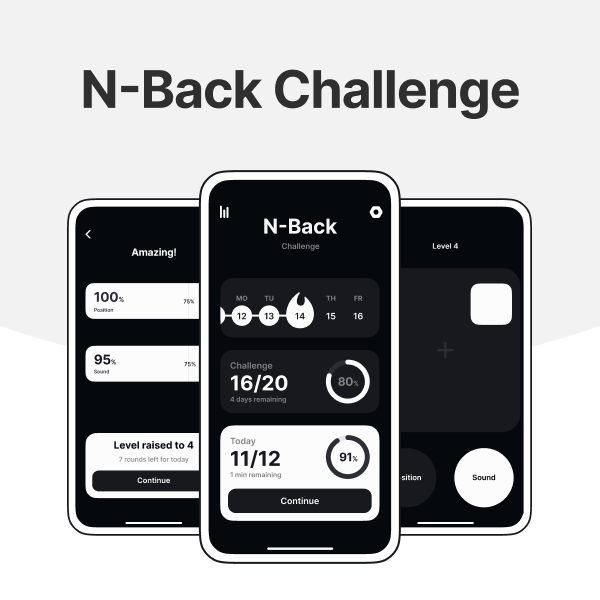 N-Back Challenge
Amazing!
100%
Position
75%
95%
Sound
75%
Level raised to 4
7 rounds left for today
Continue
N-Back
Challenge
MO TU TH FR
12 13 14 15 16
Challenge
16/20
4 days remaining
80%
Today
11/12
1 min remaining
91%
Continue
Level 4
sition
Sound